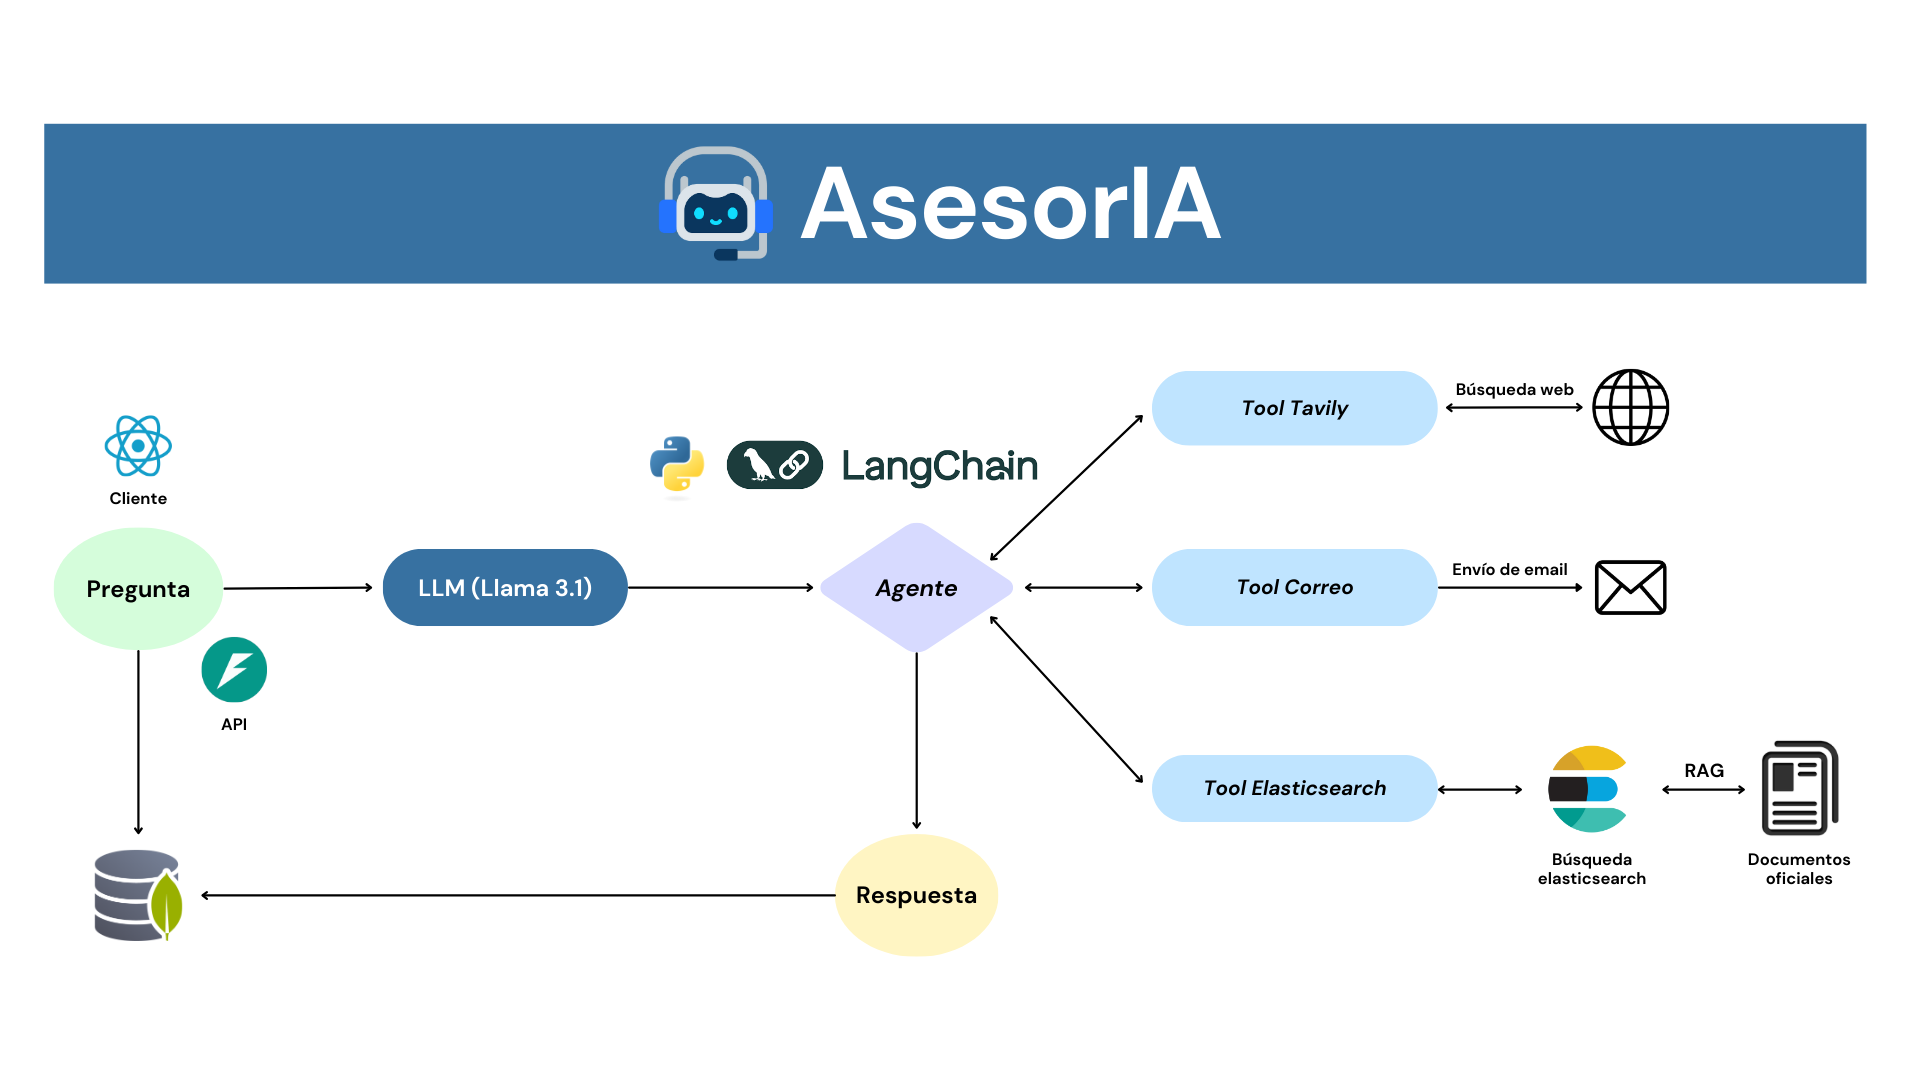 AsesorIA
Cliente
Pregunta
API
LLM (Llama 3.1)
LangChain
Agente
Respuesta
Tool Tavily
Búsqueda web
Tool Correo
Envío de email
Tool Elasticsearch
Búsqueda
elasticsearch
RAG
Documentos
oficiales